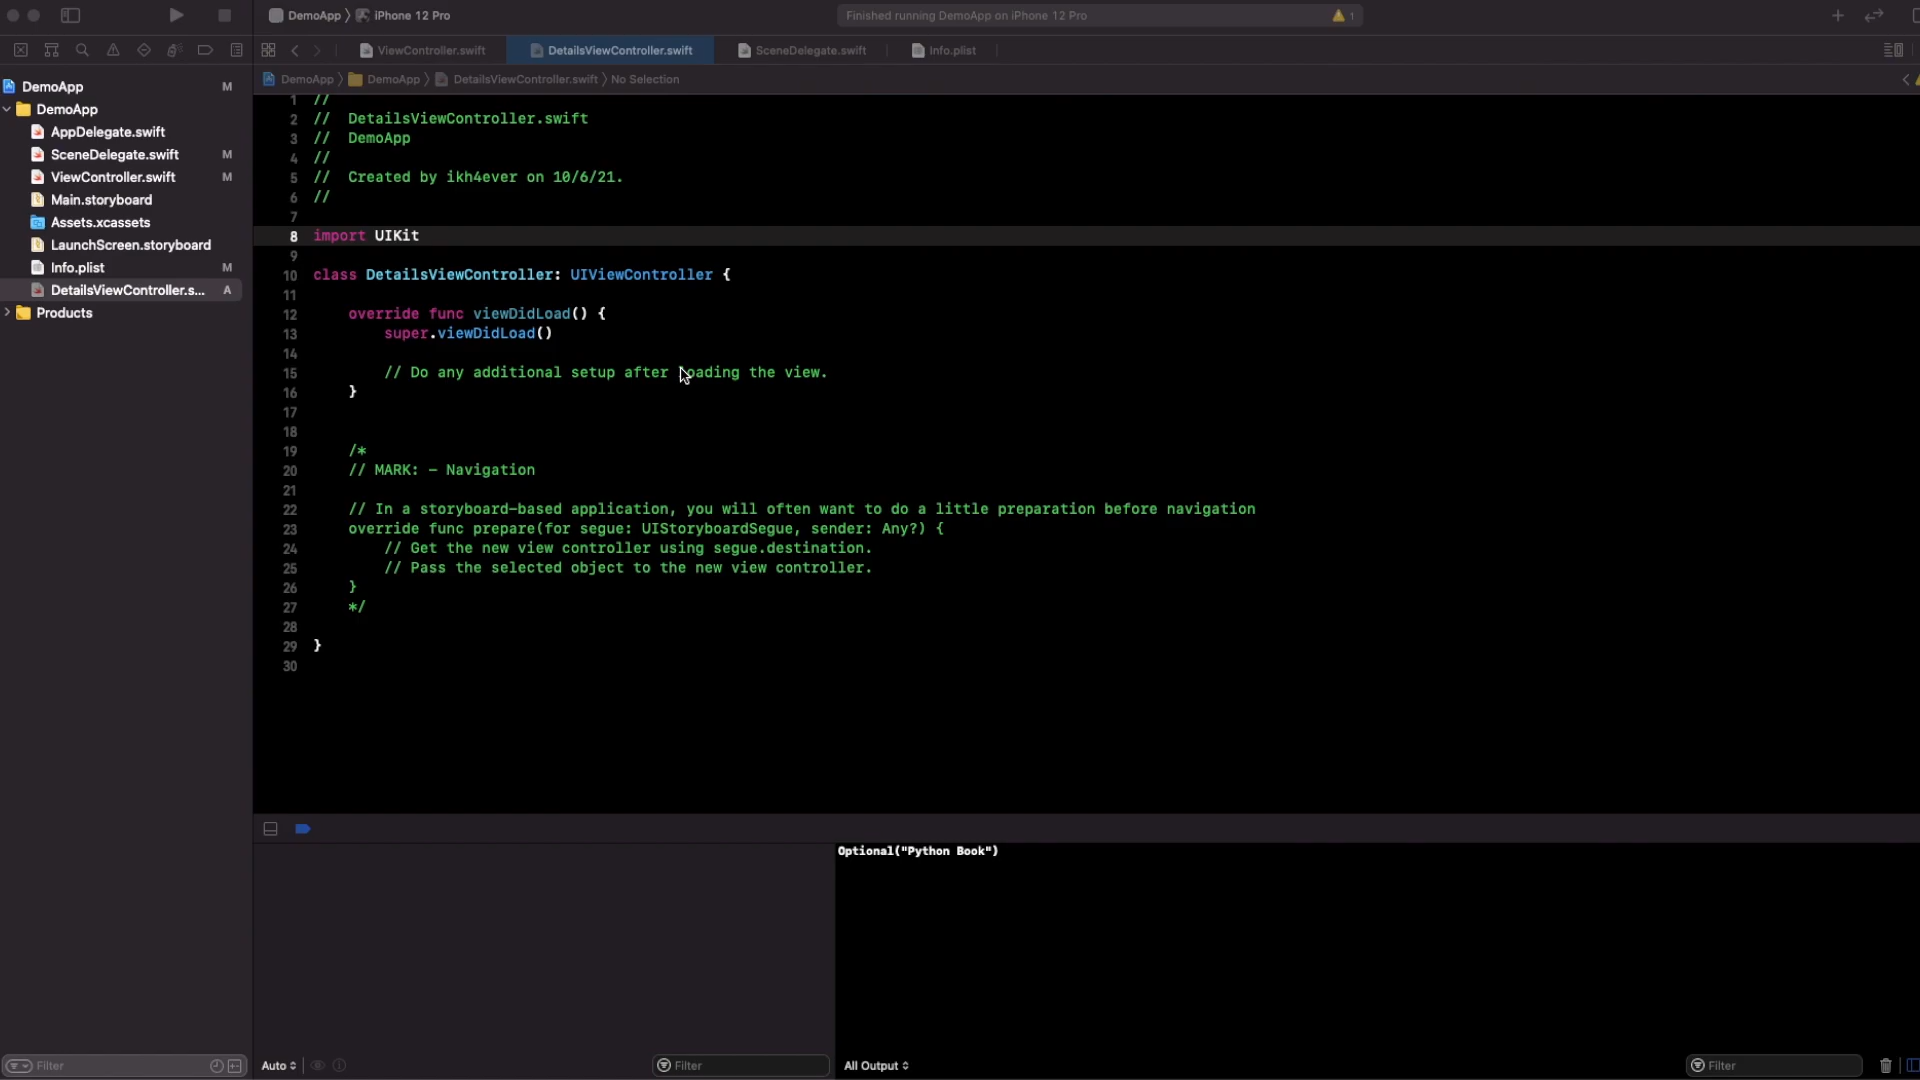 DemoApp 〉 iPhone 12 Pro
Finished running DemoApp on iPhone 12 Pro
1
ViewController.swift
DetailsViewController.swift
SceneDelegate.swift
Info.plist
DemoApp 〉 DemoApp 〉 DetailsViewController.swift 〉 No Selection
DemoApp M
DemoApp
AppDelegate.swift
SceneDelegate.swift M
ViewController.swift M
Main.storyboard
Assets.xcassets
LaunchScreen.storyboard
Info.plist M
DetailsViewController.s... A
Products
1 //
2 // DetailsViewController.swift
3 // DemoApp
4 //
5 // Created by ikh4ever on 10/6/21.
6 //
7
8 import UIKit
9
10 class DetailsViewController: UIViewController {
11
12 override func viewDidLoad() {
13 super.viewDidLoad()
14
15 // Do any additional setup after loading the view.
16 }
17
18
19 /*
20 // MARK: - Navigation
21
22 // In a storyboard-based application, you will often want to do a little preparation before navigation
23 override func prepare(for segue: UIStoryboardSegue, sender: Any?) {
24 // Get the new view controller using segue.destination.
25 // Pass the selected object to the new view controller.
26 }
27 */
28
29 }
30
Optional("Python Book")
Filter
Auto
Filter
All Output
Filter